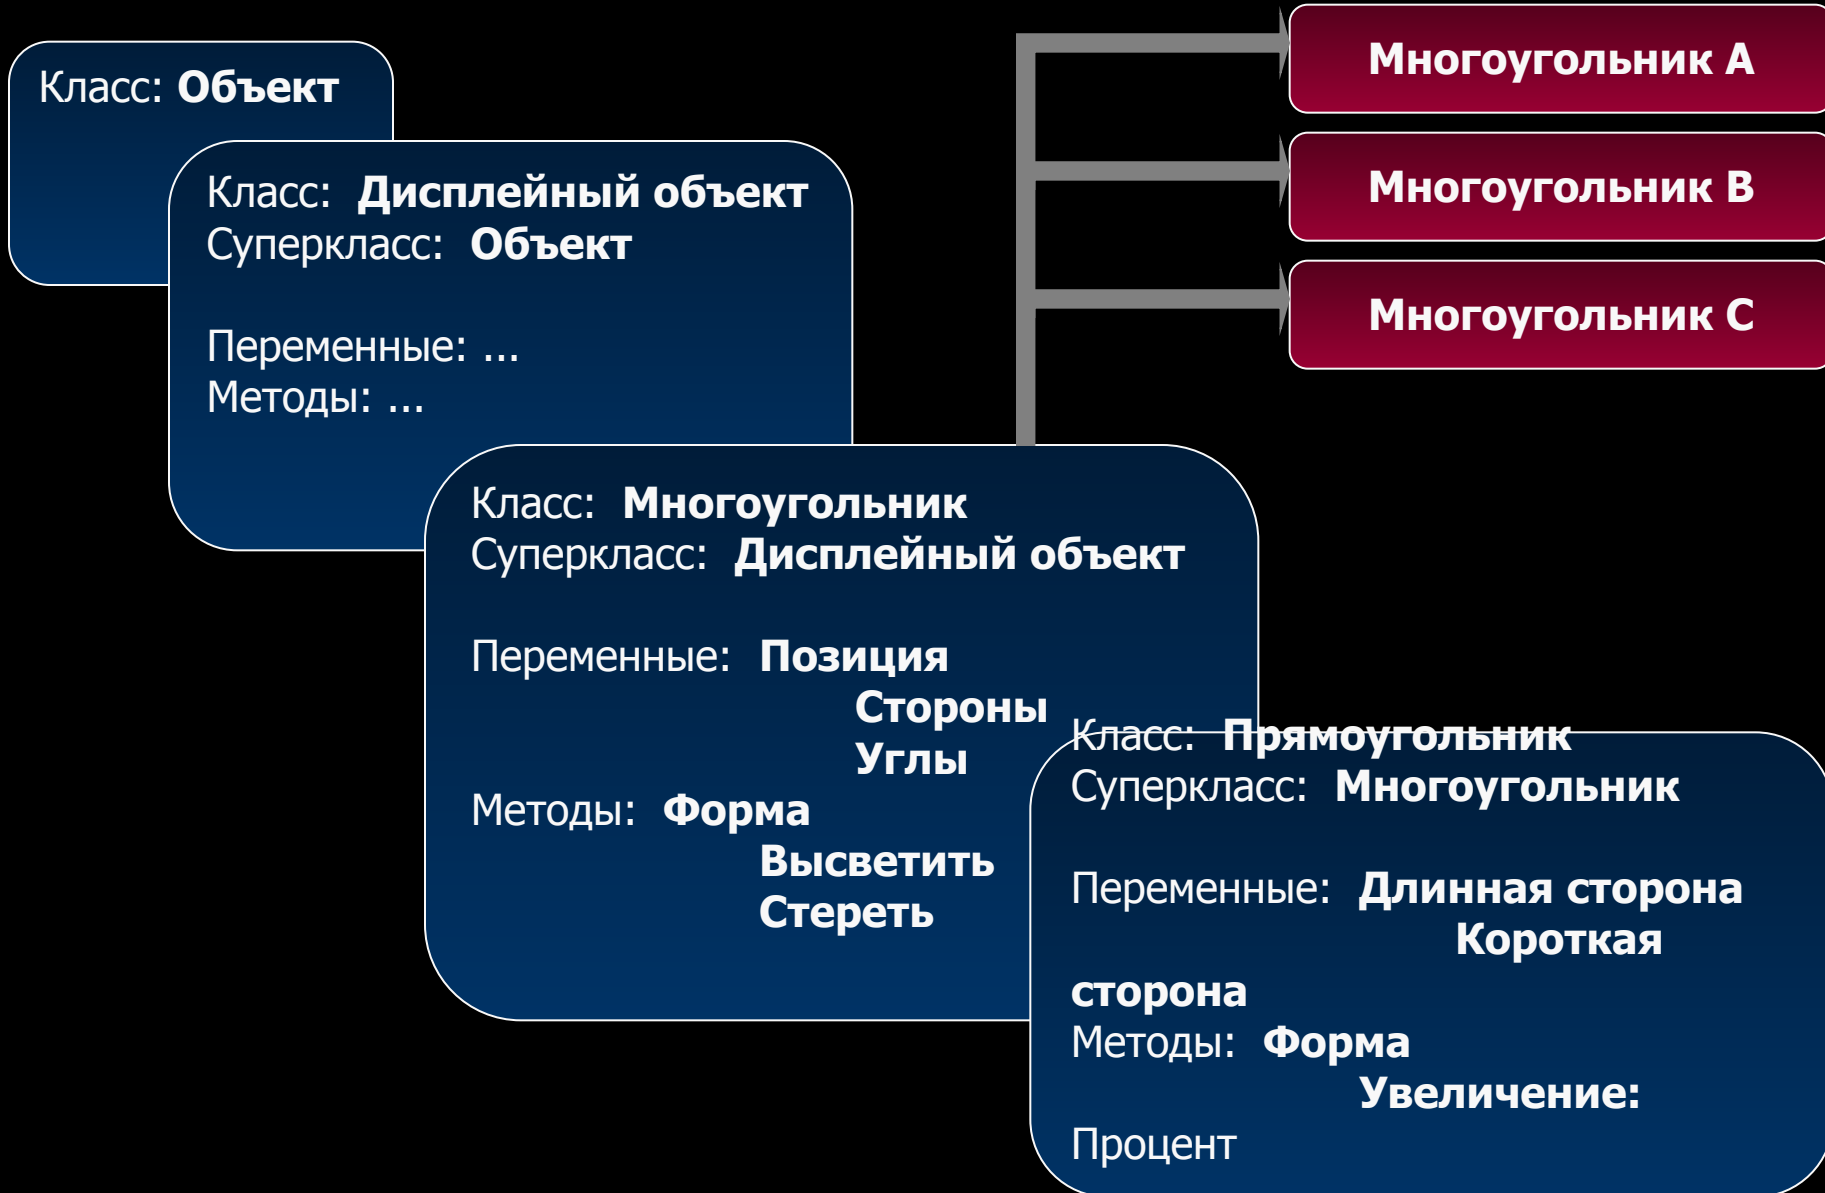 Класс: Объект
Класс: Дисплейный объект
Суперкласс: Объект
Переменные: ...
Методы: ...
Многоугольник A
Многоугольник B
Многоугольник C
Класс: Многоугольник
Суперкласс: Дисплейный объект
Переменные: Позиция
Стороны
Углы
Методы: Форма
Высветить
Стереть
Класс: Прямоугольник
Суперкласс: Многоугольник
Переменные: Длинная сторона
Короткая
сторона
Методы: Форма
Увеличение:
Процент